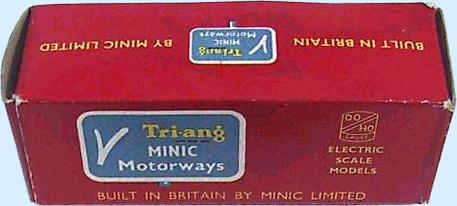 BUILT IN BRITAIN
Tri-ang
MINIC
Motorways
BY MINIC LIMITED
Tri-ang
MINIC
Motorways
OO
HO
GAUGE
ELECTRIC
SCALE
MODELS
BUILT IN BRITAIN BY MINIC LIMITED